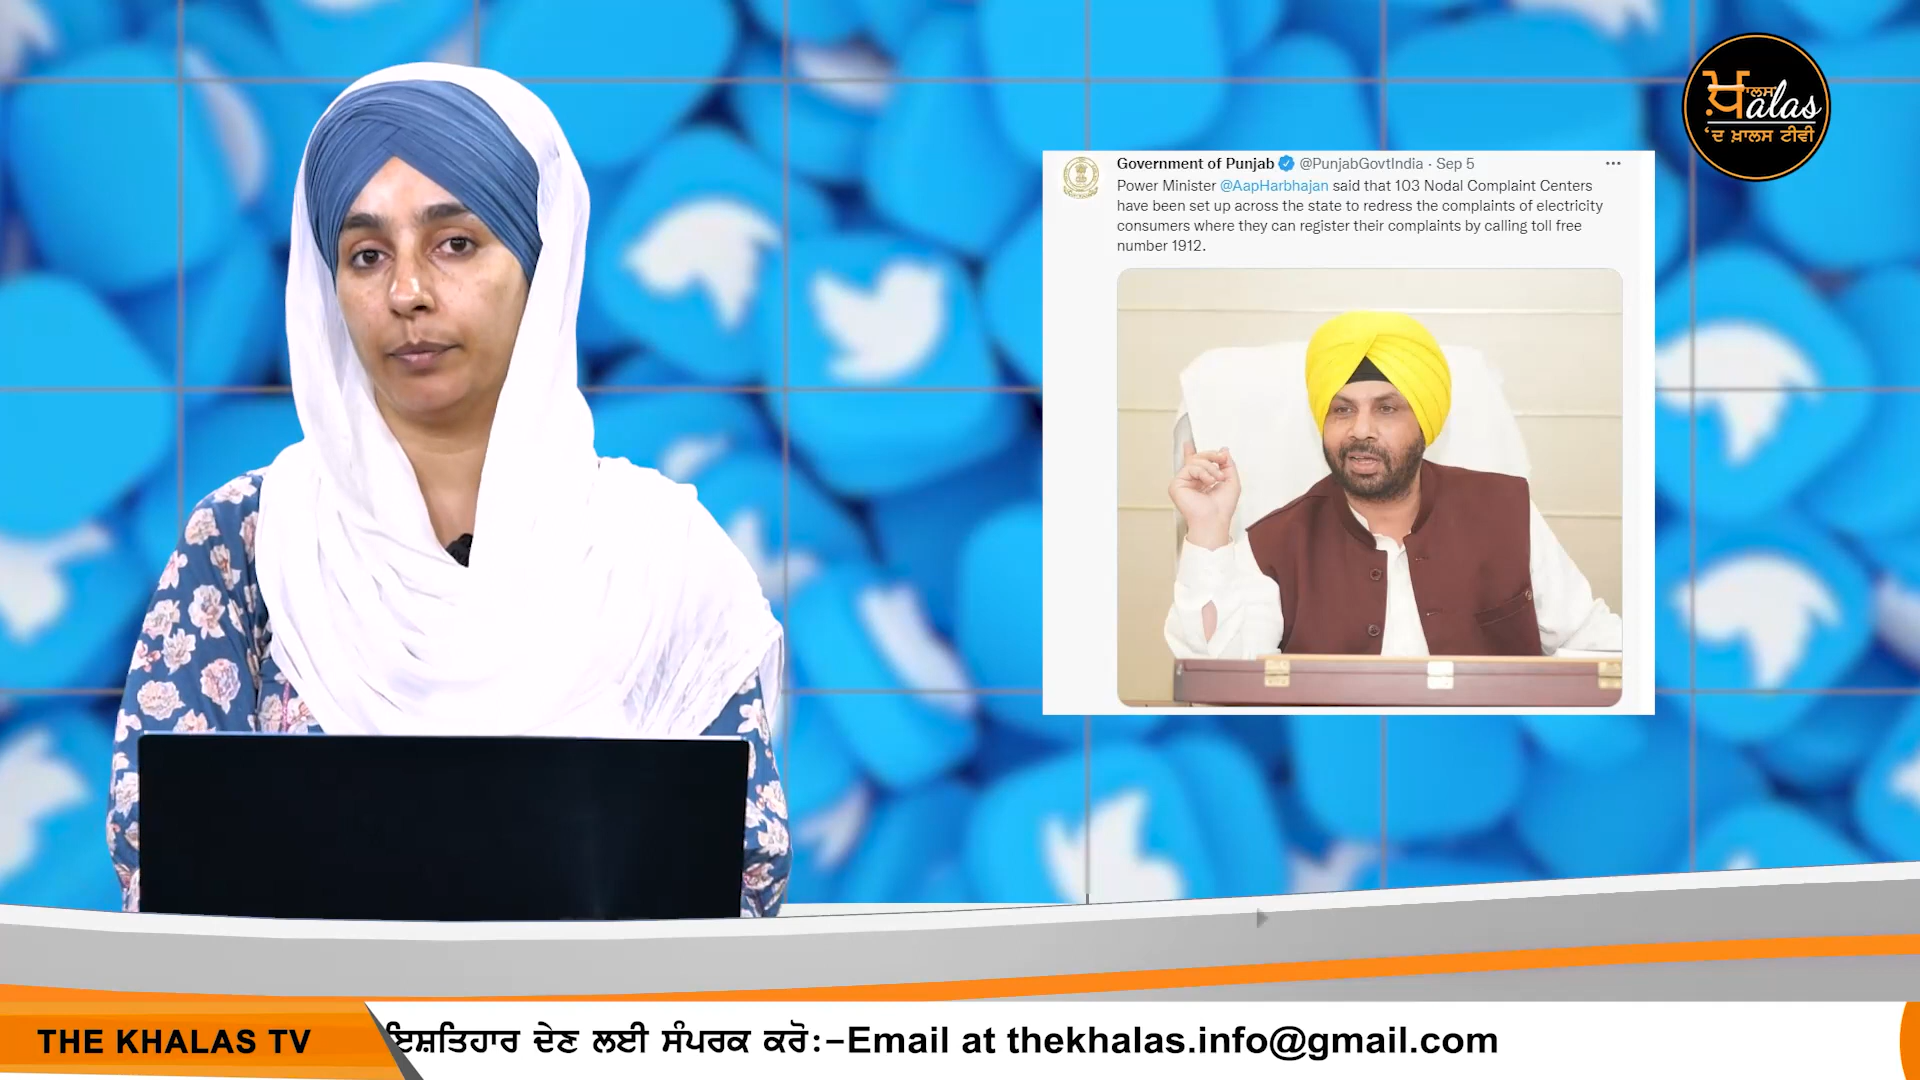 ਖ਼ਾਲਸ
alas
‘ਦ ਖ਼ਾਲਸ ਟੀਵੀ
Government of Punjab @PunjabGovtIndia · Sep 5 ...
Power Minister @AapHarbhajan said that 103 Nodal Complaint Centers
have been set up across the state to redress the complaints of electricity
consumers where they can register their complaints by calling toll free
number 1912.
THE KHALAS TV
ਇਸ਼ਤਿਹਾਰ ਦੇਣ ਲਈ ਸੰਪਰਕ ਕਰੋ:-Email at thekhalas.info@gmail.com